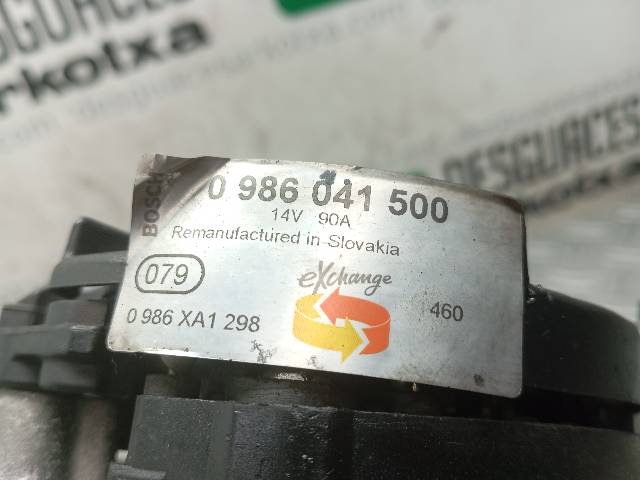 DESGUACES
arkotxa
DESGUACES
BOSCH
0 986 041 500
14V 90A
Remanufactured in Slovakia
079
eXchange
0 986 XA1 298
460